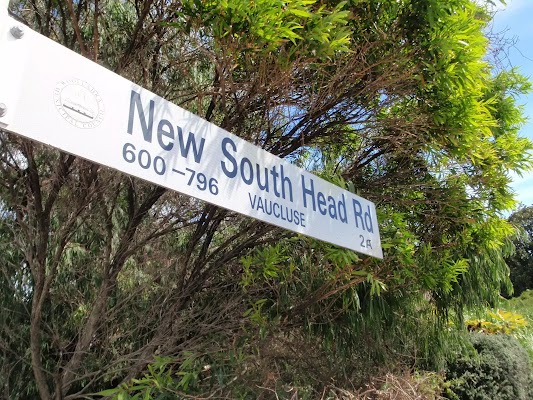 New South Head Rd
600-796 VAUCLUSE 2A